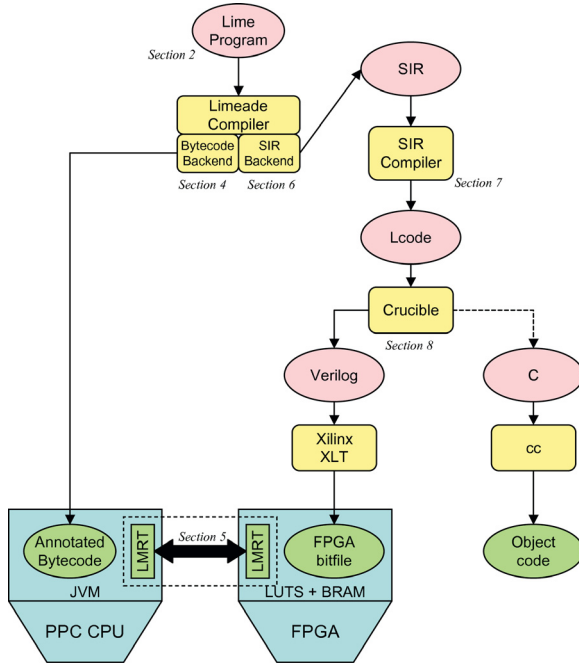 Lime
Program
Section 2
SIR
Limeade
Compiler
Bytecode
Backend
SIR
Backend
Section 4
Section 6
SIR
Compiler
Section 7
Lcode
Crucible
Section 8
Verilog
C
Xilinx
XLT
cc
Annotated
Bytecode
LMRT
Section 5
LMRT
FPGA
bitfile
Object
code
JVM
LUTS + BRAM
PPC CPU
FPGA